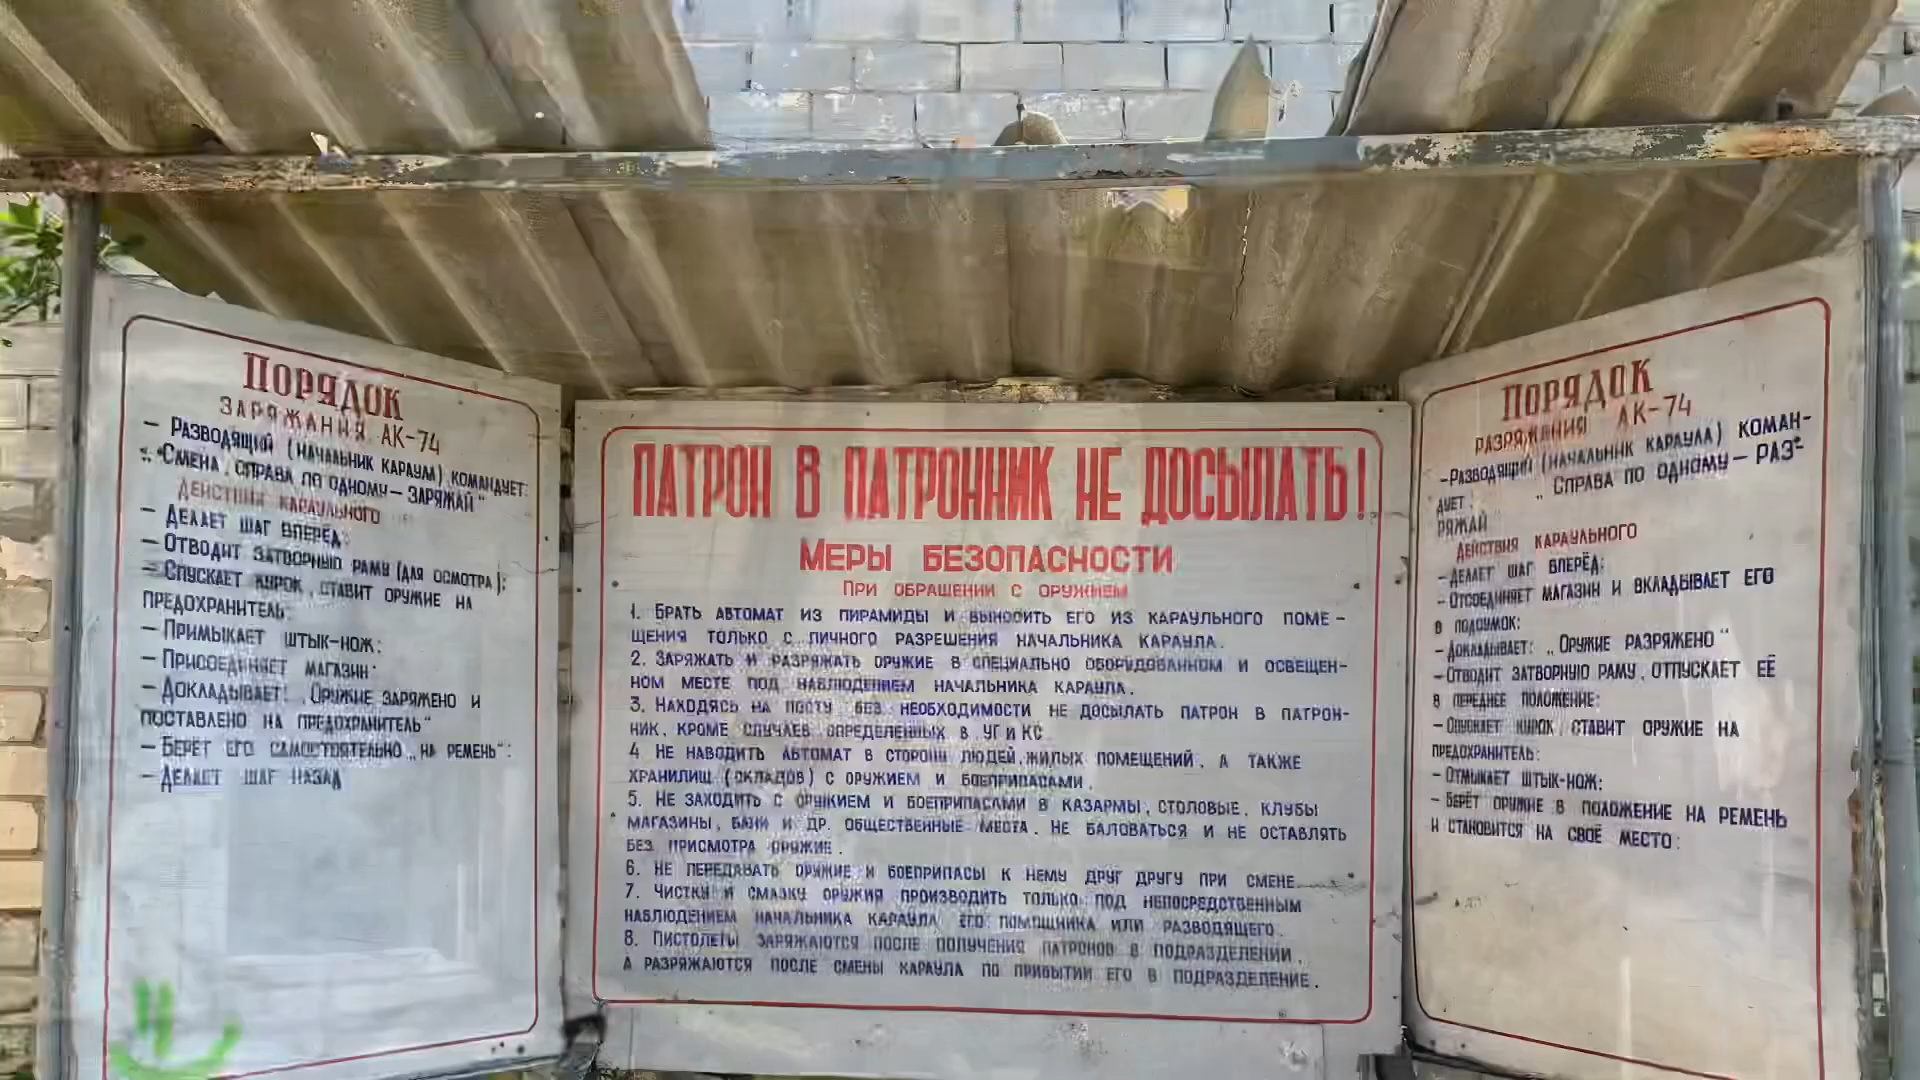 ПОРЯДОК
ЗАРЯЖАНИЯ АК-74
— РАЗВОДЯЩИЙ (НАЧАЛЬНИК КАРАУЛА) КОМАНДУЕТ:
„СМЕНА, СПРАВА ПО ОДНОМУ — ЗАРЯЖАЙ"
ДЕЙСТВИЯ КАРАУЛЬНОГО
— ДЕЛАЕТ ШАГ ВПЕРЁД:
— ОТВОДИТ ЗАТВОРНУЮ РАМУ (ДЛЯ ОСМОТРА);
— СПУСКАЕТ КУРОК, СТАВИТ ОРУЖИЕ НА
ПРЕДОХРАНИТЕЛЬ:
— ПРИМЫКАЕТ ШТЫК-НОЖ:
— ПРИСОЕДИНЯЕТ МАГАЗИН:
— ДОКЛАДЫВАЕТ: „ОРУЖИЕ ЗАРЯЖЕНО И
ПОСТАВЛЕНО НА ПРЕДОХРАНИТЕЛЬ"
— БЕРЁТ ЕГО САМОСТОЯТЕЛЬНО „НА РЕМЕНЬ":
— ДЕЛАЕТ ШАГ НАЗАД
ПАТРОН В ПАТРОННИК НЕ ДОСЫЛАТЬ!
МЕРЫ БЕЗОПАСНОСТИ
ПРИ ОБРАЩЕНИИ С ОРУЖИЕМ
1. БРАТЬ АВТОМАТ ИЗ ПИРАМИДЫ И ВЫНОСИТЬ ЕГО ИЗ КАРАУЛЬНОГО ПОМЕ-
ЩЕНИЯ ТОЛЬКО С ЛИЧНОГО РАЗРЕШЕНИЯ НАЧАЛЬНИКА КАРАУЛА.
2. ЗАРЯЖАТЬ И РАЗРЯЖАТЬ ОРУЖИЕ В СПЕЦИАЛЬНО ОБОРУДОВАННОМ И ОСВЕЩЕН-
НОМ МЕСТЕ ПОД НАБЛЮДЕНИЕМ НАЧАЛЬНИКА КАРАУЛА.
3. НАХОДЯСЬ НА ПОСТУ БЕЗ НЕОБХОДИМОСТИ НЕ ДОСЫЛАТЬ ПАТРОН В ПАТРОН-
НИК, КРОМЕ СЛУЧАЕВ ОПРЕДЕЛЕННЫХ В УГ И КС
4 НЕ НАВОДИТЬ АВТОМАТ В СТОРОНУ ЛЮДЕЙ, ЖИЛЫХ ПОМЕЩЕНИЙ, А ТАКЖЕ
ХРАНИЛИЩ (СКЛАДОВ) С ОРУЖИЕМ И БОЕПРИПАСАМИ.
5. НЕ ЗАХОДИТЬ С ОРУЖИЕМ И БОЕПРИПАСАМИ В КАЗАРМЫ, СТОЛОВЫЕ, КЛУБЫ
МАГАЗИНЫ, БАНИ И ДР. ОБЩЕСТВЕННЫЕ МЕСТА. НЕ БАЛОВАТЬСЯ И НЕ ОСТАВЛЯТЬ
БЕЗ ПРИСМОТРА ОРУЖИЕ.
6. НЕ ПЕРЕДАВАТЬ ОРУЖИЕ И БОЕПРИПАСЫ К НЕМУ ДРУГ ДРУГУ ПРИ СМЕНЕ
7. ЧИСТКУ И СМАЗКУ ОРУЖИЯ ПРОИЗВОДИТЬ ТОЛЬКО ПОД НЕПОСРЕДСТВЕННЫМ
НАБЛЮДЕНИЕМ НАЧАЛЬНИКА КАРАУЛА, ЕГО ПОМОЩНИКА ИЛИ РАЗВОДЯЩЕГО.
8. ПИСТОЛЕТЫ ЗАРЯЖАЮТСЯ ПОСЛЕ ПОЛУЧЕНИЯ ПАТРОНОВ В ПОДРАЗДЕЛЕНИИ,
А РАЗРЯЖАЮТСЯ ПОСЛЕ СМЕНЫ КАРАУЛА ПО ПРИБЫТИИ ЕГО В ПОДРАЗДЕЛЕНИЕ.
ПОРЯДОК
РАЗРЯЖАНИЯ АК-74
— РАЗВОДЯЩИЙ (НАЧАЛЬНИК КАРАУЛА) КОМАН-
ДУЕТ: „СПРАВА ПО ОДНОМУ — РАЗ-
РЯЖАЙ"
ДЕЙСТВИЯ КАРАУЛЬНОГО
— ДЕЛАЕТ ШАГ ВПЕРЁД:
— ОТСОЕДИНЯЕТ МАГАЗИН И ВКЛАДЫВАЕТ ЕГО
В ПОДСУМОК:
— ДОКЛАДЫВАЕТ: „ОРУЖИЕ РАЗРЯЖЕНО"
— ОТВОДИТ ЗАТВОРНУЮ РАМУ, ОТПУСКАЕТ ЕЁ
В ПЕРЕДНЕЕ ПОЛОЖЕНИЕ:
— СПУСКАЕТ КУРОК, СТАВИТ ОРУЖИЕ НА
ПРЕДОХРАНИТЕЛЬ:
— ОТМЫКАЕТ ШТЫК-НОЖ:
— БЕРЁТ ОРУЖИЕ В ПОЛОЖЕНИЕ НА РЕМЕНЬ
И СТАНОВИТСЯ НА СВОЁ МЕСТО: